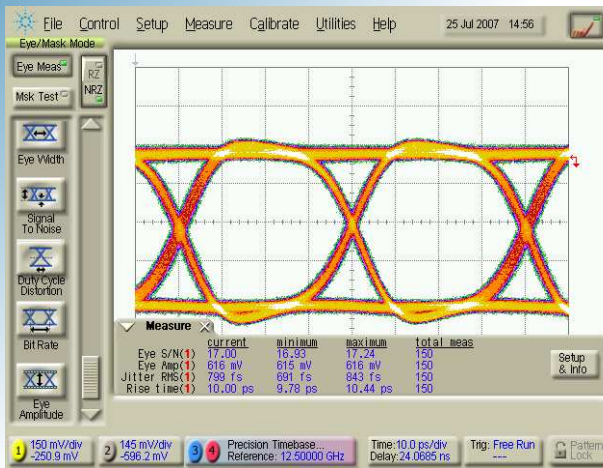 File Control Setup Measure Calibrate Utilities Help 25 Jul 2007 14:56
Eye/Mask Mode
Eye Meas
RZ
NRZ
Msk Test
Eye Width
Signal
To Noise
Duty Cycle
Distortion
Bit Rate
Eye
Amplitude
Measure
current minimum maximum total meas
Eye S/N(1) 17.00 16.93 17.24 150
Eye Amp(1) 616 mV 615 mV 616 mV 150
Jitter RMS(1) 799 fs 691 fs 843 fs 150
Rise time(1) 10.00 ps 9.78 ps 10.44 ps 150
Setup
& Info
1 150 mV/div
-250.9 mV
2 145 mV/div
-596.2 mV
3 4 Precision Timebase...
Reference: 12.50000 GHz
Time:10.0 ps/div
Delay:24.0685 ns
Trig: Free Run
---
Pattern
Lock